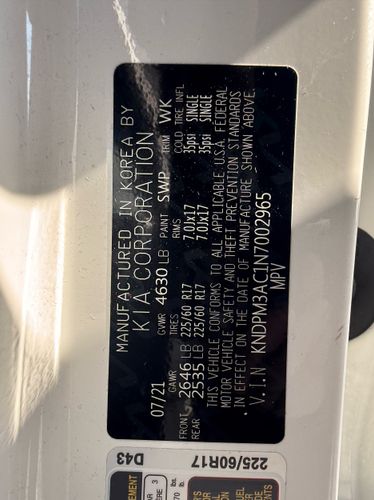 MANUFACTURED IN KOREA BY
KIA CORPORATION
07/21 GVWR 4630 LB PAINT SWP TRIM WK
GAWR TIRES RIMS COLD TIRE INFL
FRONT 2646 LB 225/60 R17 7.0JX17 35psi SINGLE
REAR 2535 LB 225/60 R17 7.0JX17 35psi SINGLE
THIS VEHICLE CONFORMS TO ALL APPLICABLE U.S.A. FEDERAL
MOTOR VEHICLE SAFETY AND THEFT PREVENTION STANDARDS
IN EFFECT ON THE DATE OF MANUFACTURE SHOWN ABOVE.
V.I.N KNDPM3AC1N7002965
MPV
D43
225/60R17